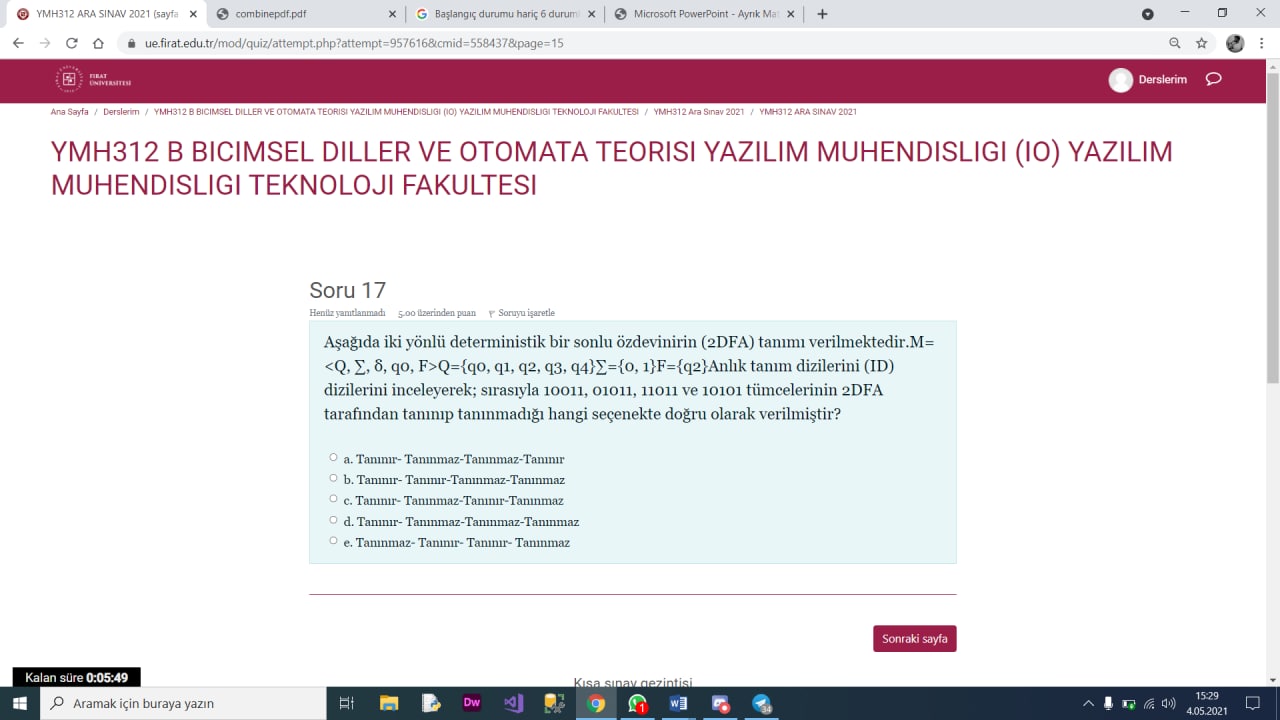 YMH312 ARA SINAV 2021 (sayfa
combinepdf.pdf
Başlangıç durumu hariç 6 duruml
Microsoft PowerPoint - Ayrık Mat
ue.firat.edu.tr/mod/quiz/attempt.php?attempt=957616&cmid=558437&page=15
FIRAT
ÜNİVERSİTESİ
Derslerim
Ana Sayfa / Derslerim / YMH312 B BICIMSEL DILLER VE OTOMATA TEORISI YAZILIM MUHENDISLIGI (IO) YAZILIM MUHENDISLIGI TEKNOLOJI FAKULTESI / YMH312 Ara Sınav 2021 / YMH312 ARA SINAV 2021
YMH312 B BICIMSEL DILLER VE OTOMATA TEORISI YAZILIM MUHENDISLIGI (IO) YAZILIM
MUHENDISLIGI TEKNOLOJI FAKULTESI
Soru 17
Henüz yanıtlanmadı 5,00 üzerinden puan Soruyu işaretle
Aşağıda iki yönlü deterministik bir sonlu özdevinirin (2DFA) tanımı verilmektedir.M=
<Q, ∑, δ, q0, F>Q={q0, q1, q2, q3, q4}∑={0, 1}F={q2}Anlık tanım dizilerini (ID)
dizilerini inceleyerek; sırasıyla 10011, 01011, 11011 ve 10101 tümcelerinin 2DFA
tarafından tanınıp tanınmadığı hangi seçenekte doğru olarak verilmiştir?
a. Tanınır- Tanınmaz-Tanınmaz-Tanınır
b. Tanınır- Tanınır-Tanınmaz-Tanınmaz
c. Tanınır- Tanınmaz-Tanınır-Tanınmaz
d. Tanınır- Tanınmaz-Tanınmaz-Tanınmaz
e. Tanınmaz- Tanınır- Tanınır- Tanınmaz
Sonraki sayfa
Kısa sınav gezintisi
Kalan süre 0:05:49
Aramak için buraya yazın
Dw
1
15:29
4.05.2021